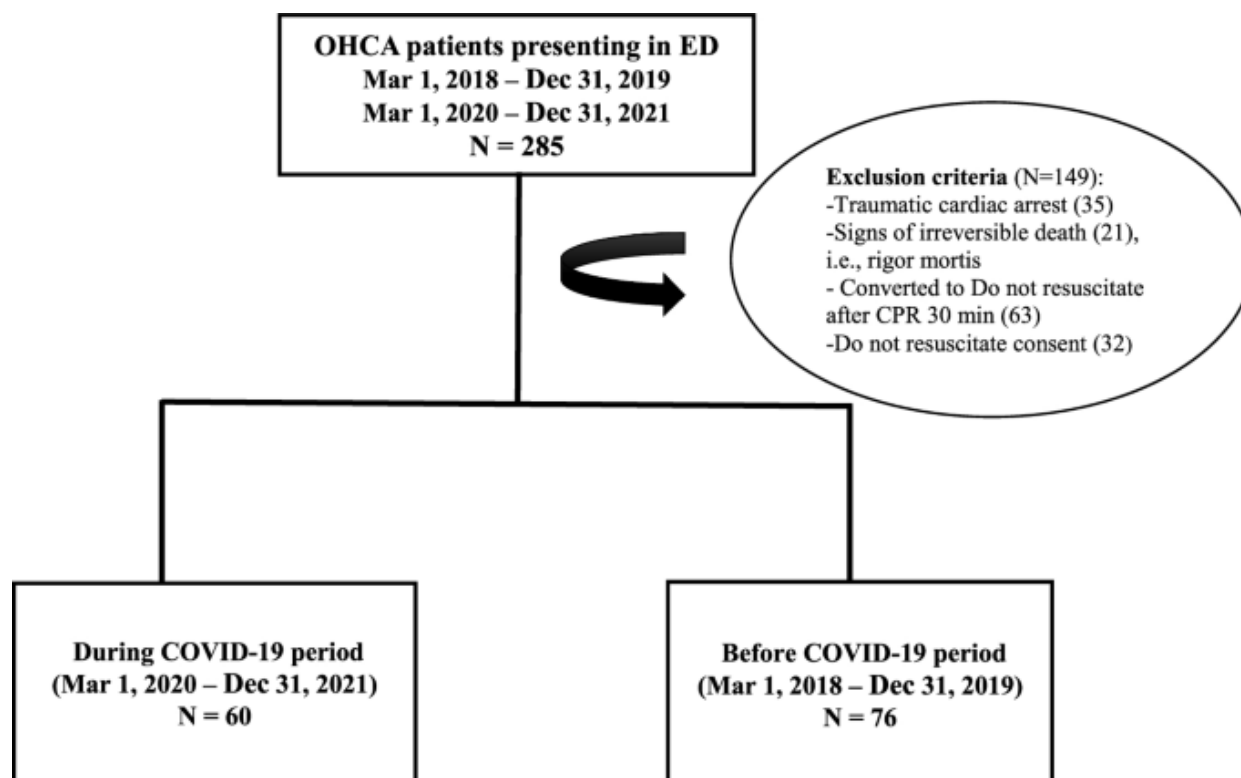 OHCA patients presenting in ED
Mar 1, 2018 – Dec 31, 2019
Mar 1, 2020 – Dec 31, 2021
N = 285
Exclusion criteria (N=149):
-Traumatic cardiac arrest (35)
-Signs of irreversible death (21),
i.e., rigor mortis
- Converted to Do not resuscitate
after CPR 30 min (63)
-Do not resuscitate consent (32)
During COVID-19 period
(Mar 1, 2020 – Dec 31, 2021)
N = 60
Before COVID-19 period
(Mar 1, 2018 – Dec 31, 2019)
N = 76